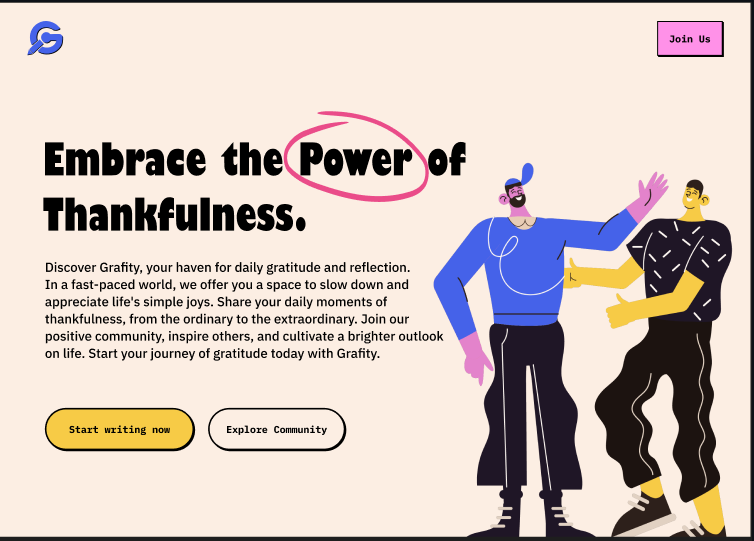 Join Us
Embrace the Power of
Thankfulness.
Discover Grafity, your haven for daily gratitude and reflection.
In a fast-paced world, we offer you a space to slow down and
appreciate life's simple joys. Share your daily moments of
thankfulness, from the ordinary to the extraordinary. Join our
positive community, inspire others, and cultivate a brighter outlook
on life. Start your journey of gratitude today with Grafity.
Start writing now
Explore Community